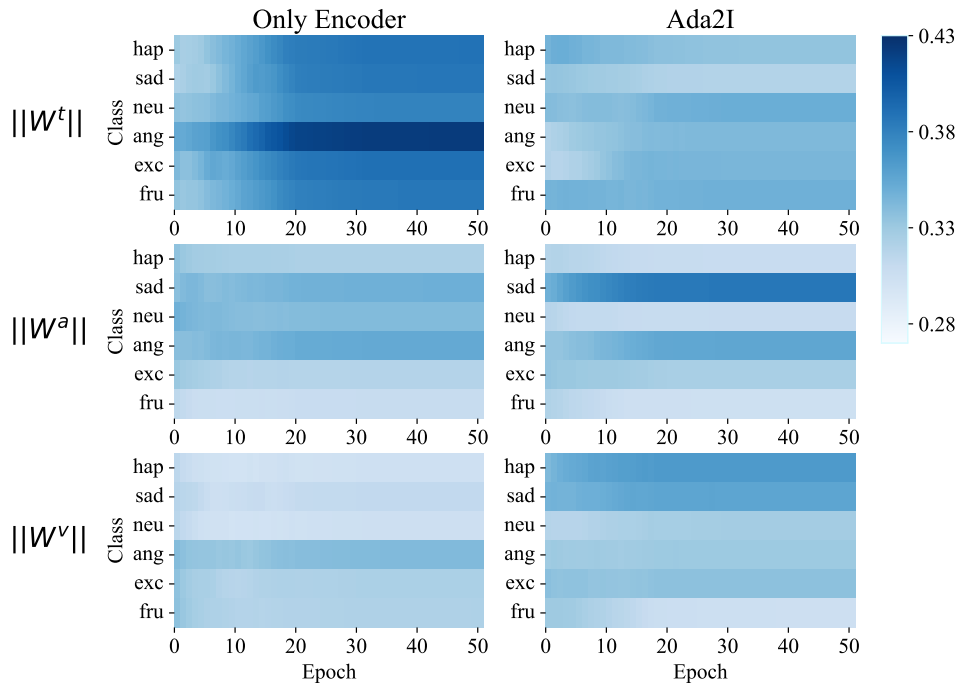 Only Encoder
Ada2I
||W^t||
Class
hap
sad
neu
ang
exc
fru
0 10 20 30 40 50
hap
sad
neu
ang
exc
fru
0 10 20 30 40 50
0.43
0.38
0.33
0.28
||W^a||
Class
hap
sad
neu
ang
exc
fru
0 10 20 30 40 50
Class
hap
sad
neu
ang
exc
fru
0 10 20 30 40 50
||W^v||
Class
hap
sad
neu
ang
exc
fru
0 10 20 30 40 50
Epoch
hap
sad
neu
ang
exc
fru
0 10 20 30 40 50
Epoch